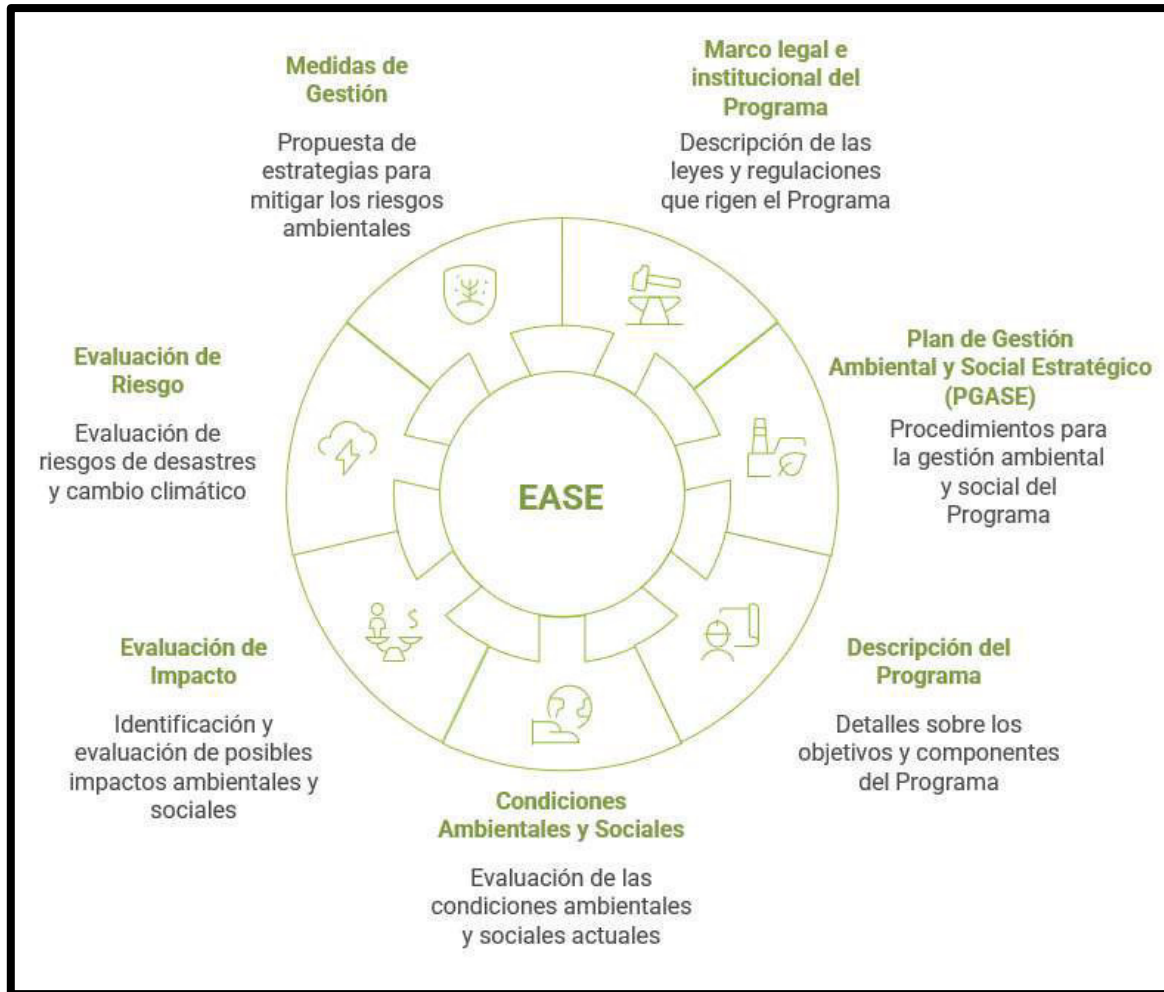 Medidas de
Gestión
Propuesta de
estrategias para
mitigar los riesgos
ambientales
Marco legal e
institucional del
Programa
Descripción de las
leyes y regulaciones
que rigen el Programa
Evaluación de
Riesgo
Evaluación de
riesgos de desastres
y cambio climático
Plan de Gestión
Ambiental y Social Estratégico
(PGASE)
Procedimientos para
la gestión ambiental
y social del
Programa
EASE
Evaluación de
Impacto
Identificación y
evaluación de posibles
impactos ambientales y
sociales
Descripción del
Programa
Detalles sobre los
objetivos y componentes
del Programa
Condiciones
Ambientales y Sociales
Evaluación de las
condiciones ambientales
y sociales actuales